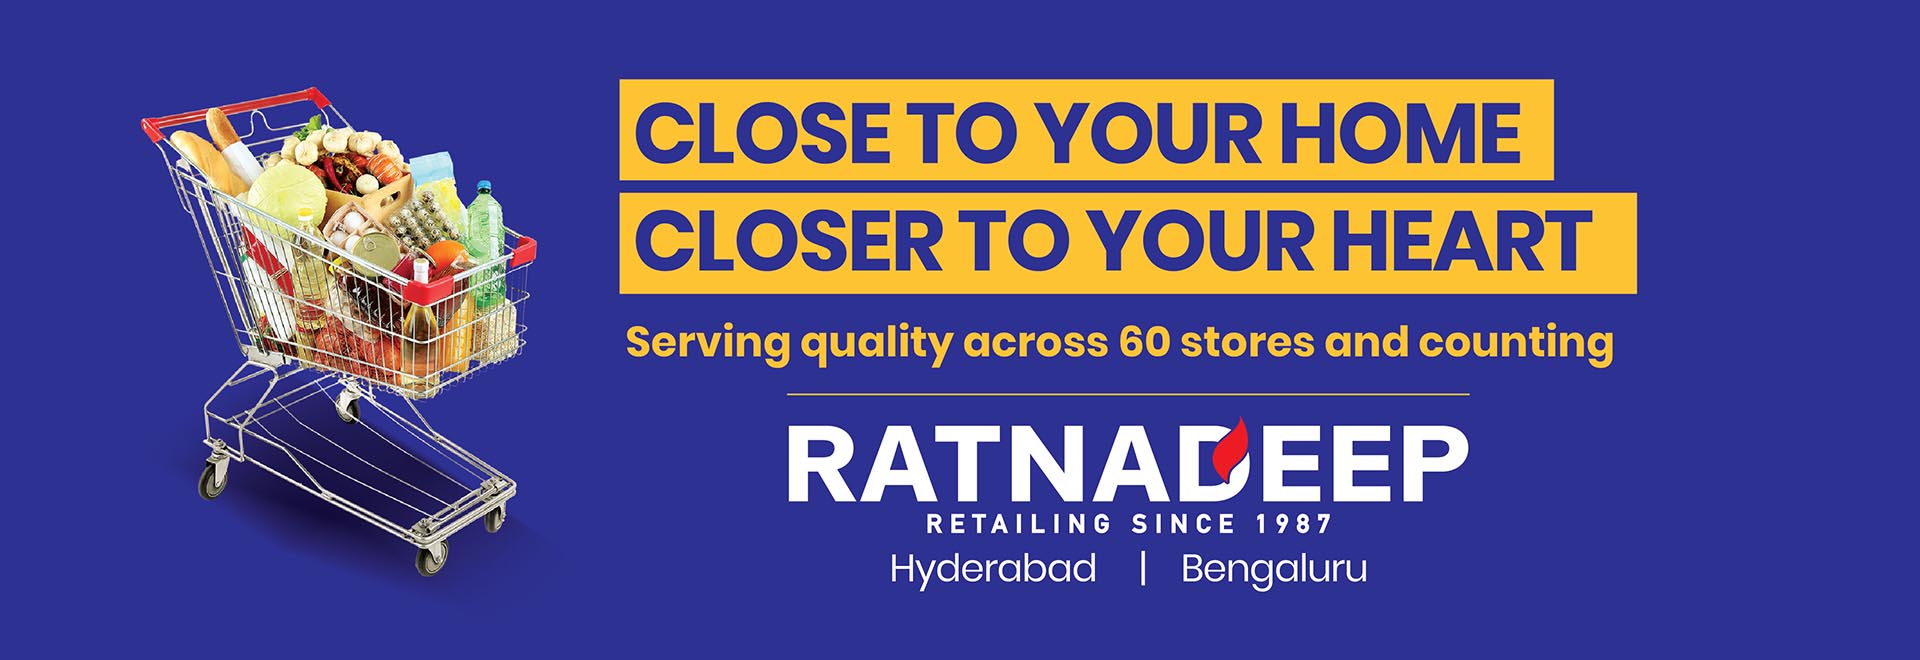 CLOSE TO YOUR HOME
CLOSER TO YOUR HEART
Serving quality across 60 stores and counting
RATNADEEP
RETAILING SINCE 1987
Hyderabad | Bengaluru